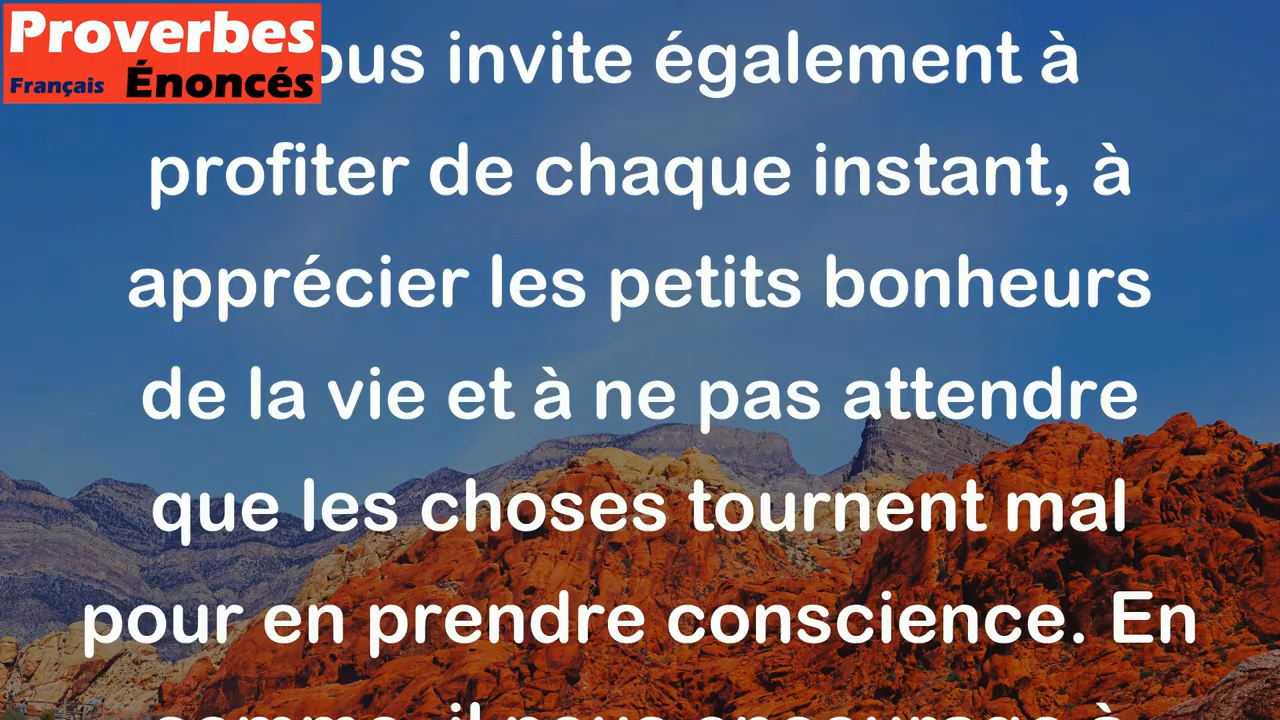 Proverbes
Français Énoncés
ous invite également à
profiter de chaque instant, à
apprécier les petits bonheurs
de la vie et à ne pas attendre
que les choses tournent mal
pour en prendre conscience. En